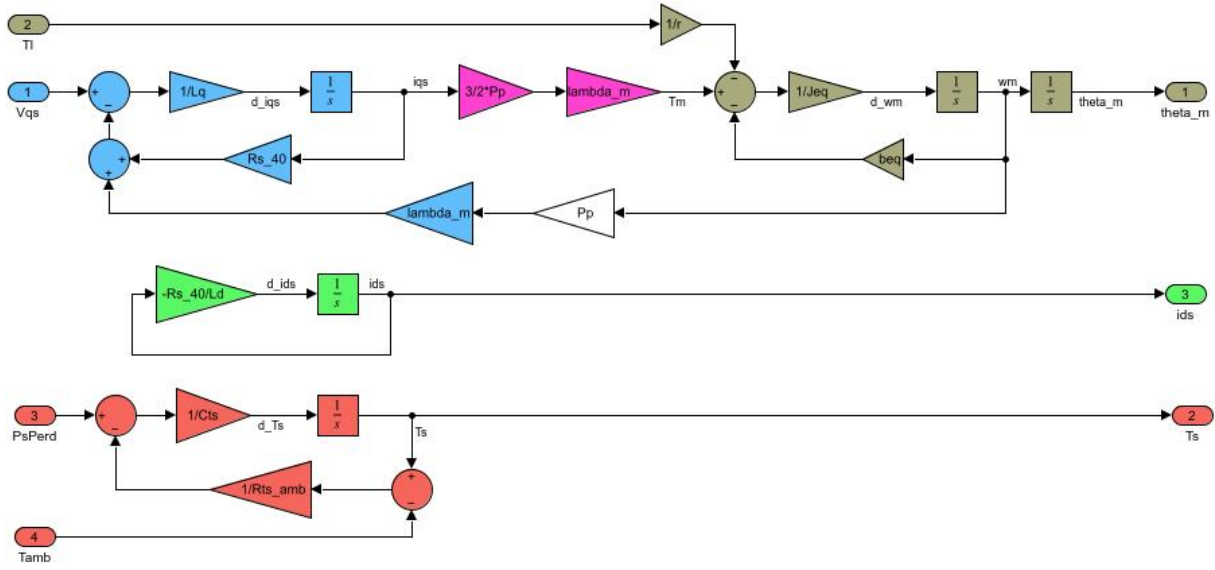 2
Tl
1/r
1
Vqs
+
−
1/Lq
d_iqs
1
s
iqs
3/2*Pp
lambda_m
Tm
−
+
−
1/Jeq
d_wm
1
s
wm
1
s
theta_m
1
theta_m
+
+
Rs_40
beq
lambda_m
Pp
-Rs_40/Ld
d_ids
1
s
ids
3
ids
3
PsPerd
+
−
1/Cts
d_Ts
1
s
Ts
2
Ts
1/Rts_amb
+
−
4
Tamb